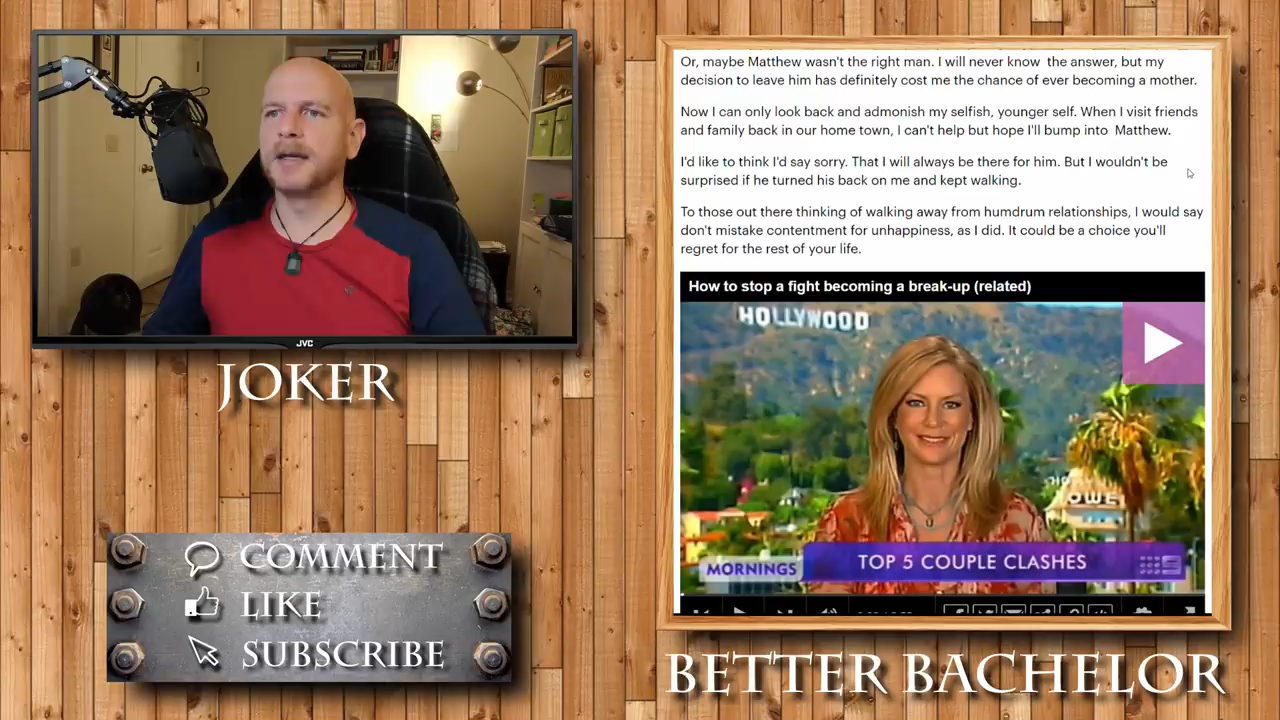 JVC
JOKER
COMMENT
LIKE
SUBSCRIBE
Or, maybe Matthew wasn't the right man. I will never know the answer, but my
decision to leave him has definitely cost me the chance of ever becoming a mother.
Now I can only look back and admonish my selfish, younger self. When I visit friends
and family back in our home town, I can't help but hope I'll bump into Matthew.
I'd like to think I'd say sorry. That I will always be there for him. But I wouldn't be
surprised if he turned his back on me and kept walking.
To those out there thinking of walking away from humdrum relationships, I would say
don't mistake contentment for unhappiness, as I did. It could be a choice you'll
regret for the rest of your life.
How to stop a fight becoming a break-up (related)
HOLLYWOOD
MORNINGS
TOP 5 COUPLE CLASHES
BETTER BACHELOR